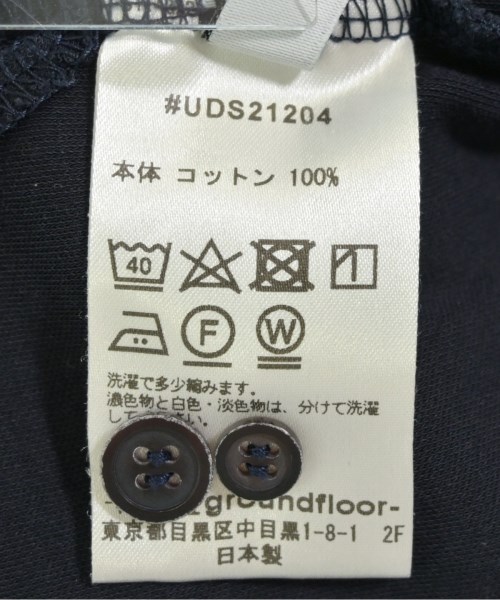 #UDS21204
本体 コットン 100%
40
F W
洗濯で多少縮みます。
濃色物と白色・淡色物は、分けて洗濯
groundfloor-
東京都目黒区中目黒1-8-1 2F
日本製